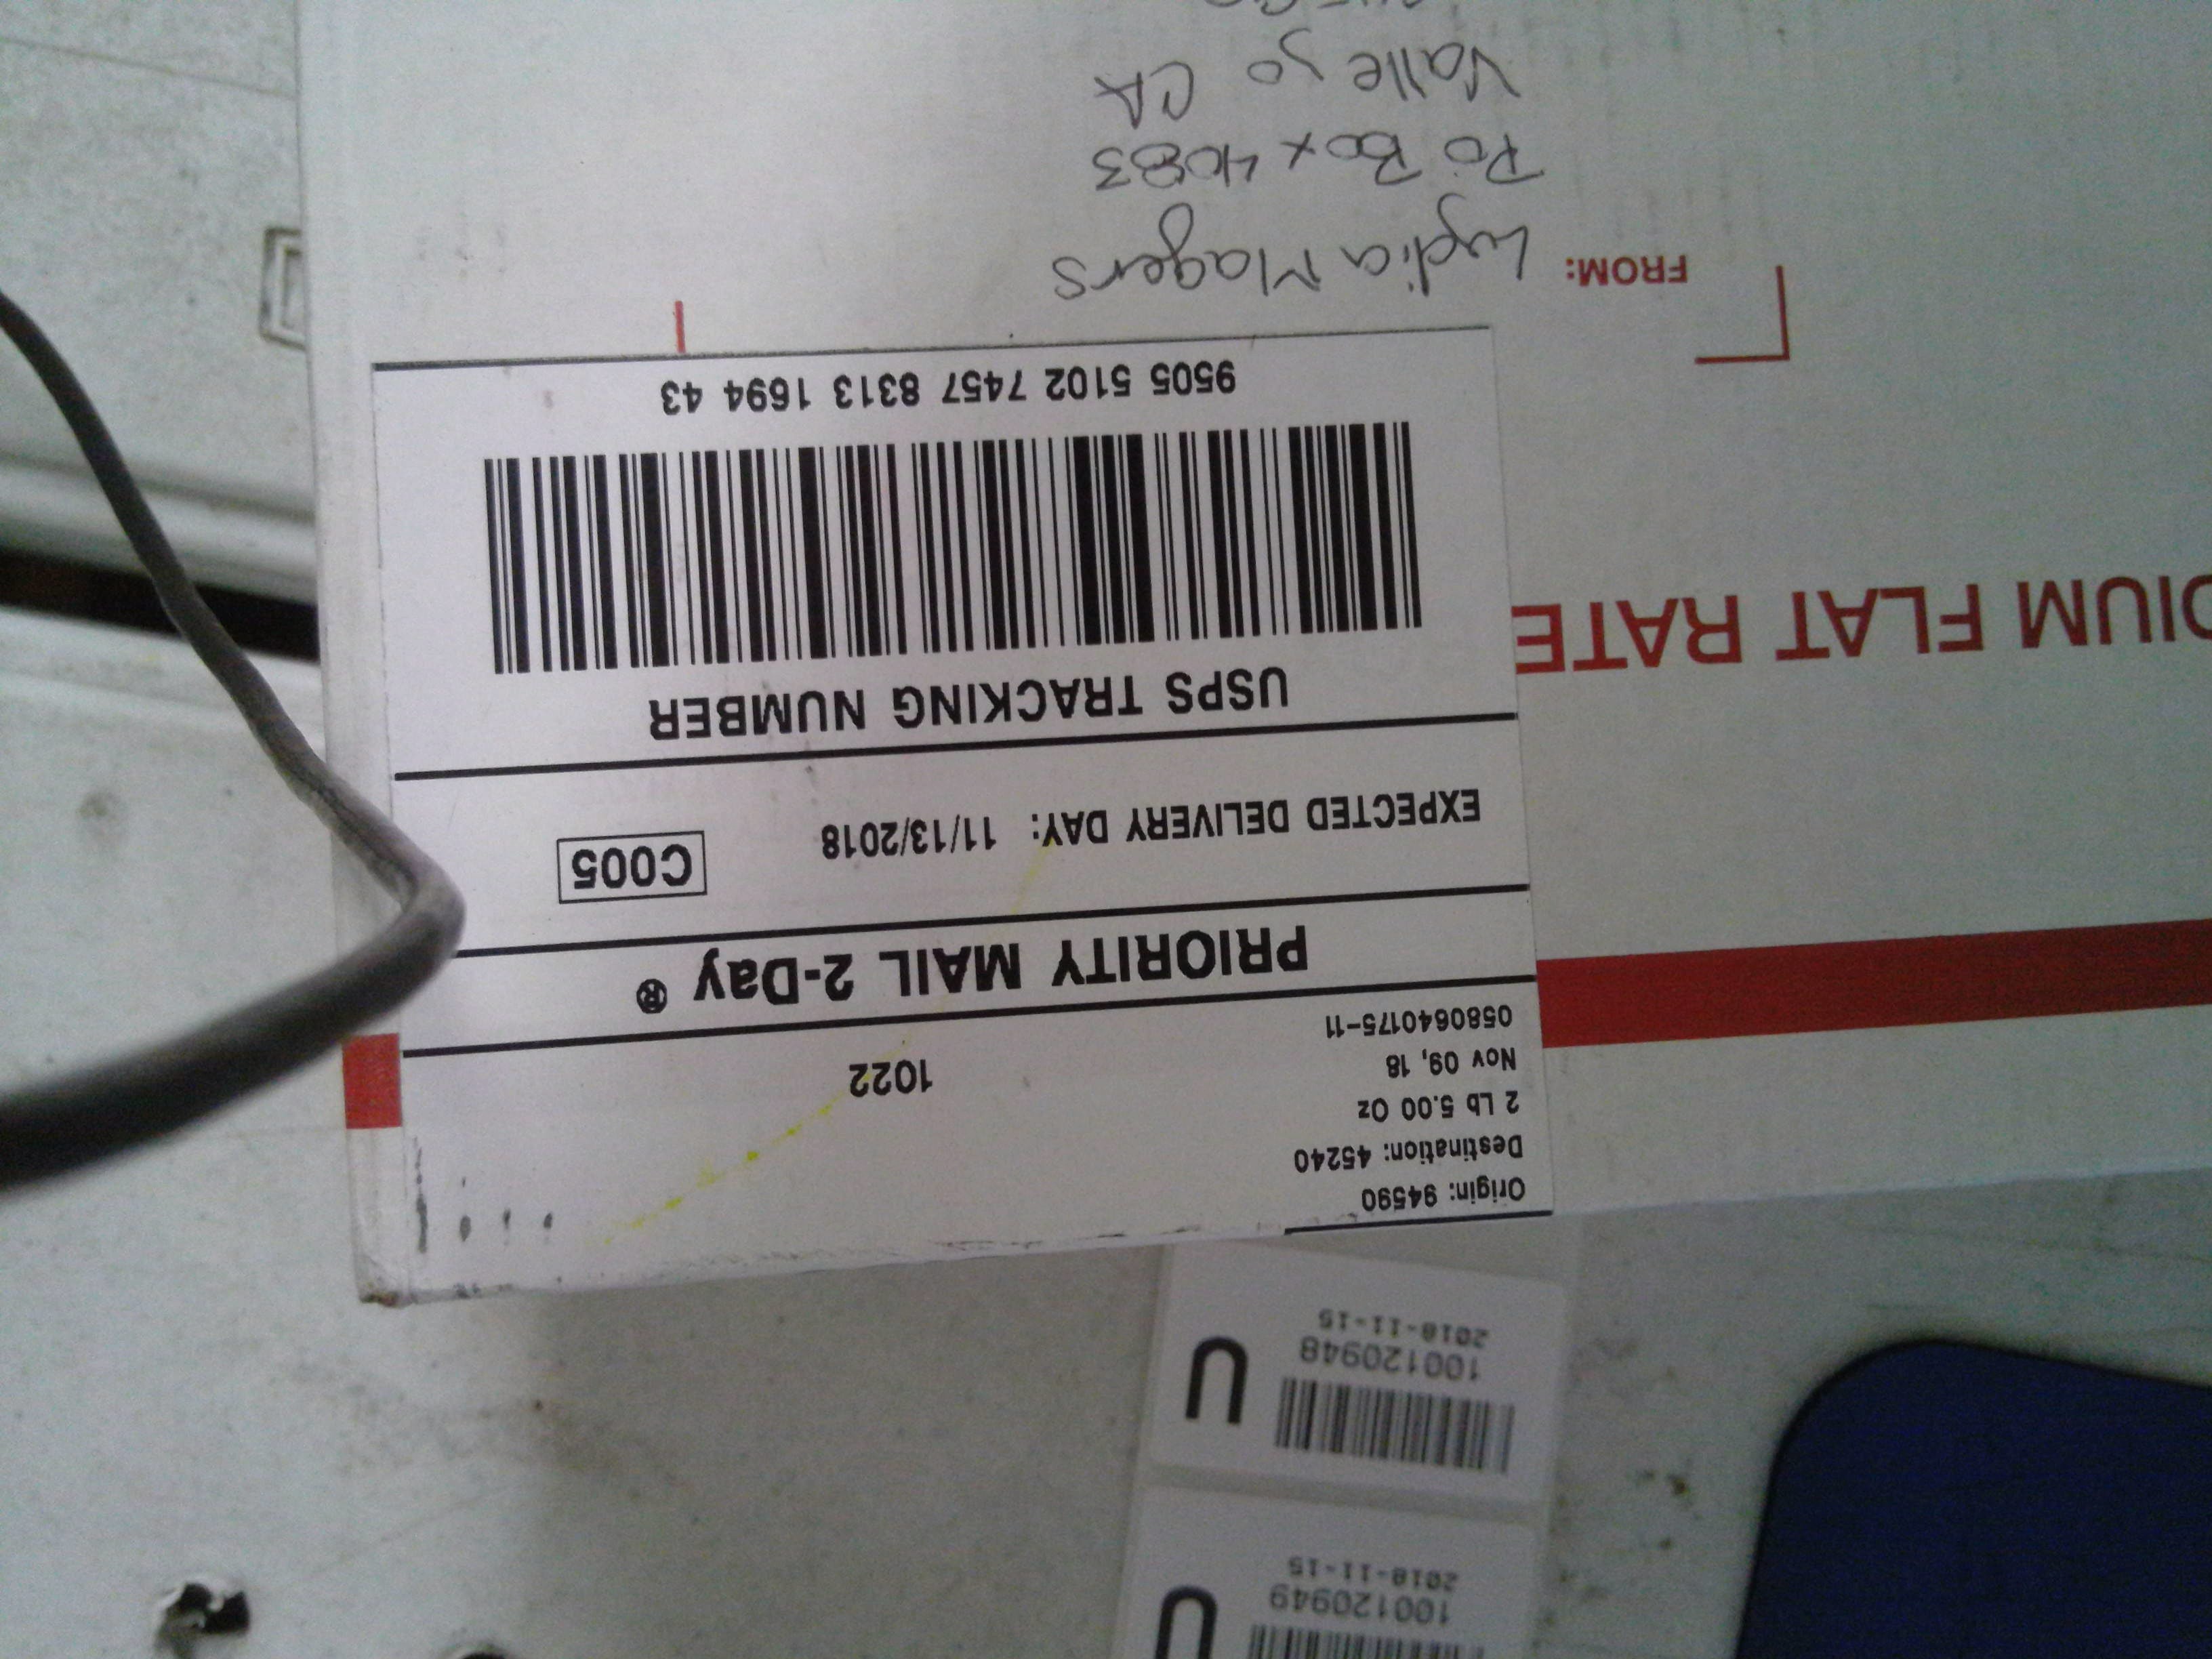 Origin: 94590
Destination: 45240
2 Lb 5.00 Oz
Nov 09, 18
0580640175-11
1022
PRIORITY MAIL 2-Day ®
EXPECTED DELIVERY DAY: 11/13/2018
C005
USPS TRACKING NUMBER
9505 5102 7457 8313 1694 43
DIUM FLAT RATE
FROM:
Lydia Magers
PO Box 4083
Vallejo CA
100120949
2018-11-15
U
100120948
2018-11-15
U